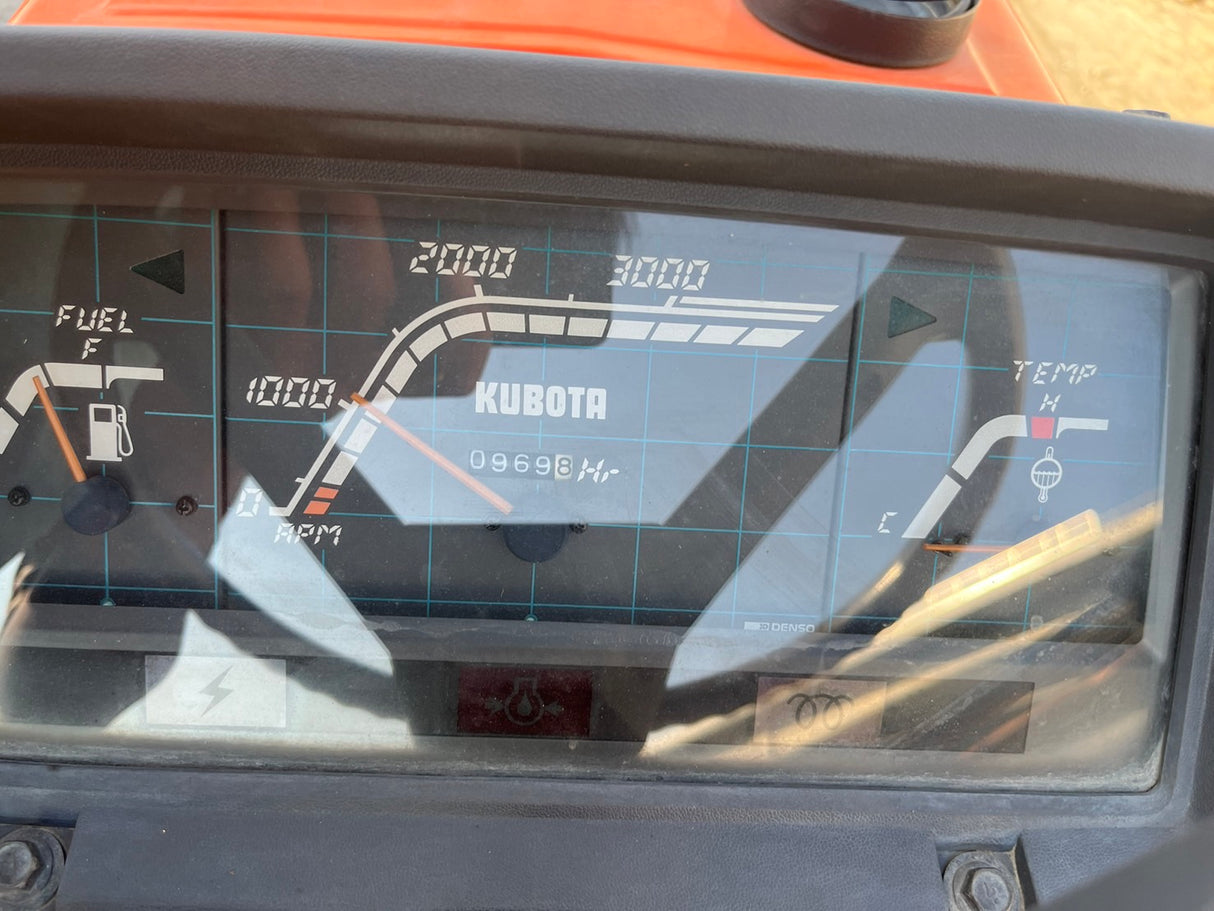 2000
3000
FUEL
F
1000
KUBOTA
TEMP
H
09698 Hr
0
RPM
C
DENSO